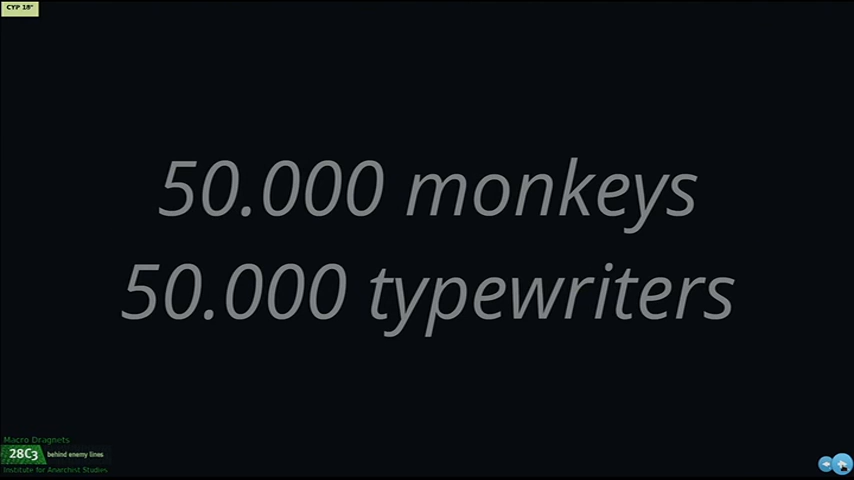 CYP 18"
50.000 monkeys
50.000 typewriters
Macro Dragnets
28C3 behind enemy lines
Institute for Anarchist Studies